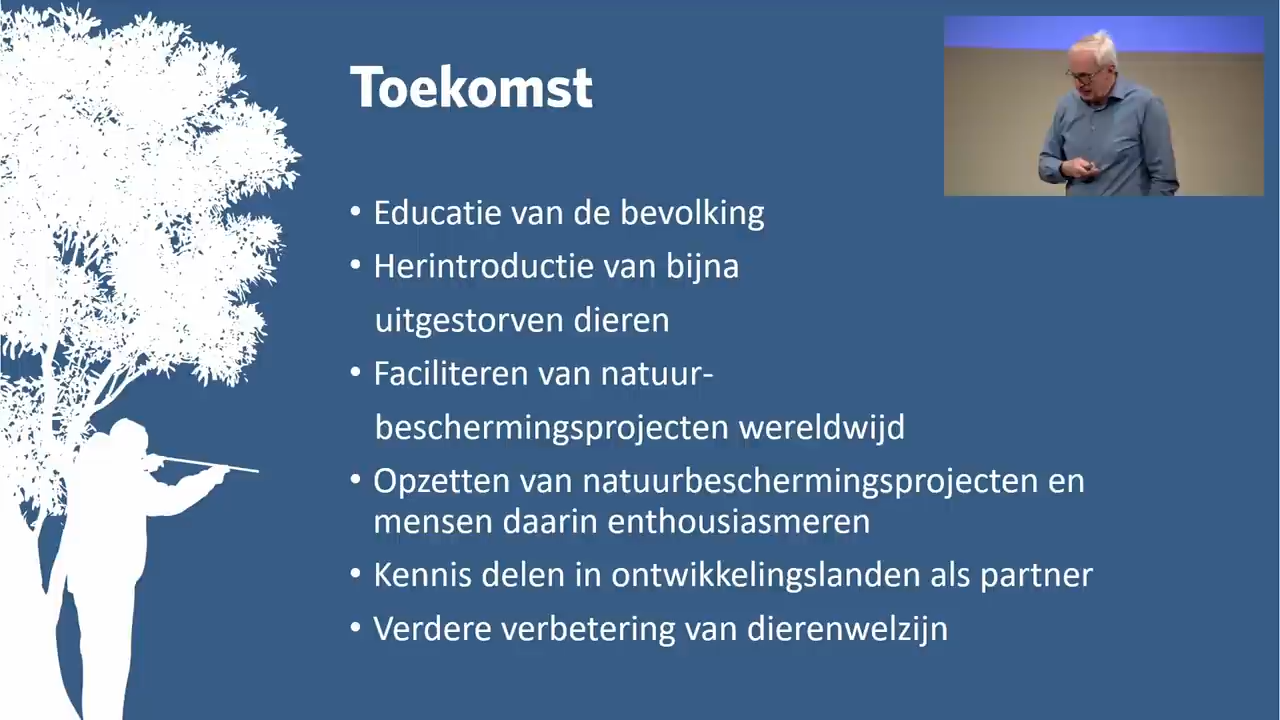 Toekomst
• Educatie van de bevolking
• Herintroductie van bijna
uitgestorven dieren
• Faciliteren van natuur-
beschermingsprojecten wereldwijd
• Opzetten van natuurbeschermingsprojecten en
mensen daarin enthousiasmeren
• Kennis delen in ontwikkelingslanden als partner
• Verdere verbetering van dierenwelzijn